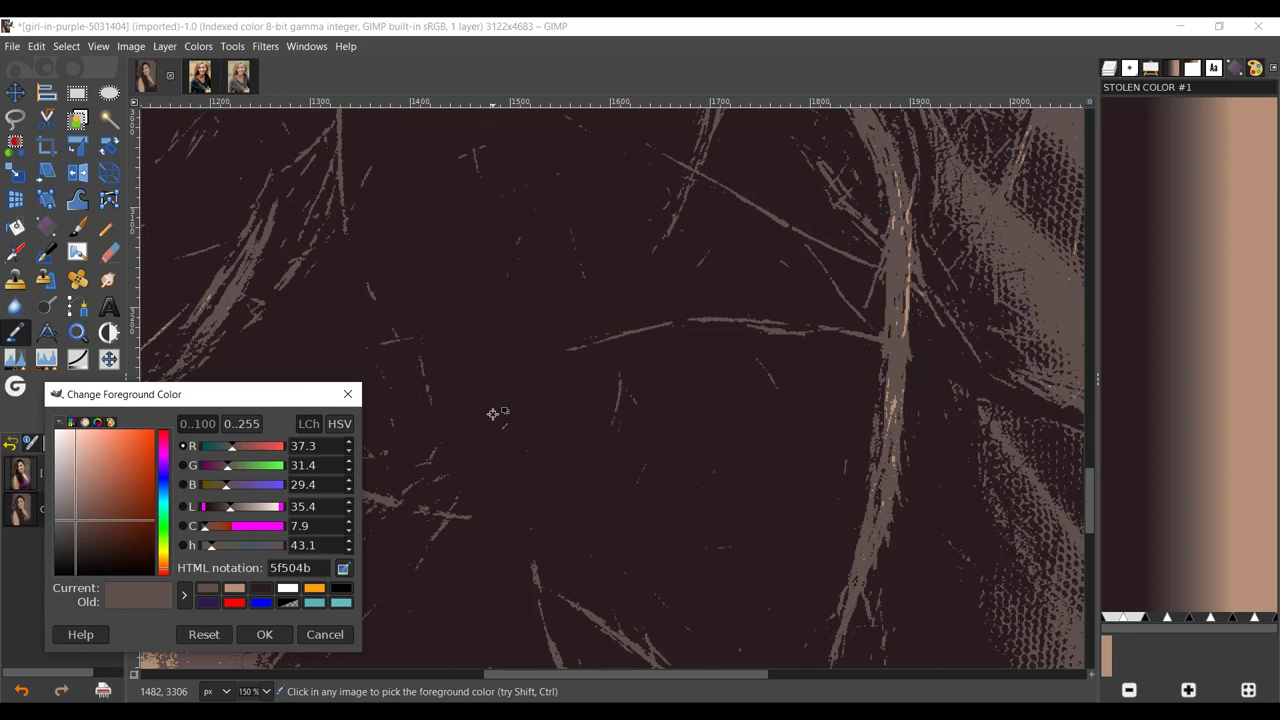 *[girl-in-purple-5031404] (imported)-1.0 (Indexed color 8-bit gamma integer, GIMP built-in sRGB, 1 layer) 3122x4683 – GIMP
File Edit Select View Image Layer Colors Tools Filters Windows Help
Aa
STOLEN COLOR #1
1200 1300 1400 1500 1600 1700 1800 1900 2000
3000
3100
3200
Change Foreground Color
0..100 0..255 LCh HSV
R 37.3
G 31.4
B 29.4
L 35.4
C 7.9
h 43.1
HTML notation: 5f504b
Current:
Old:
Help Reset OK Cancel
1482, 3306 px 150 % Click in any image to pick the foreground color (try Shift, Ctrl)